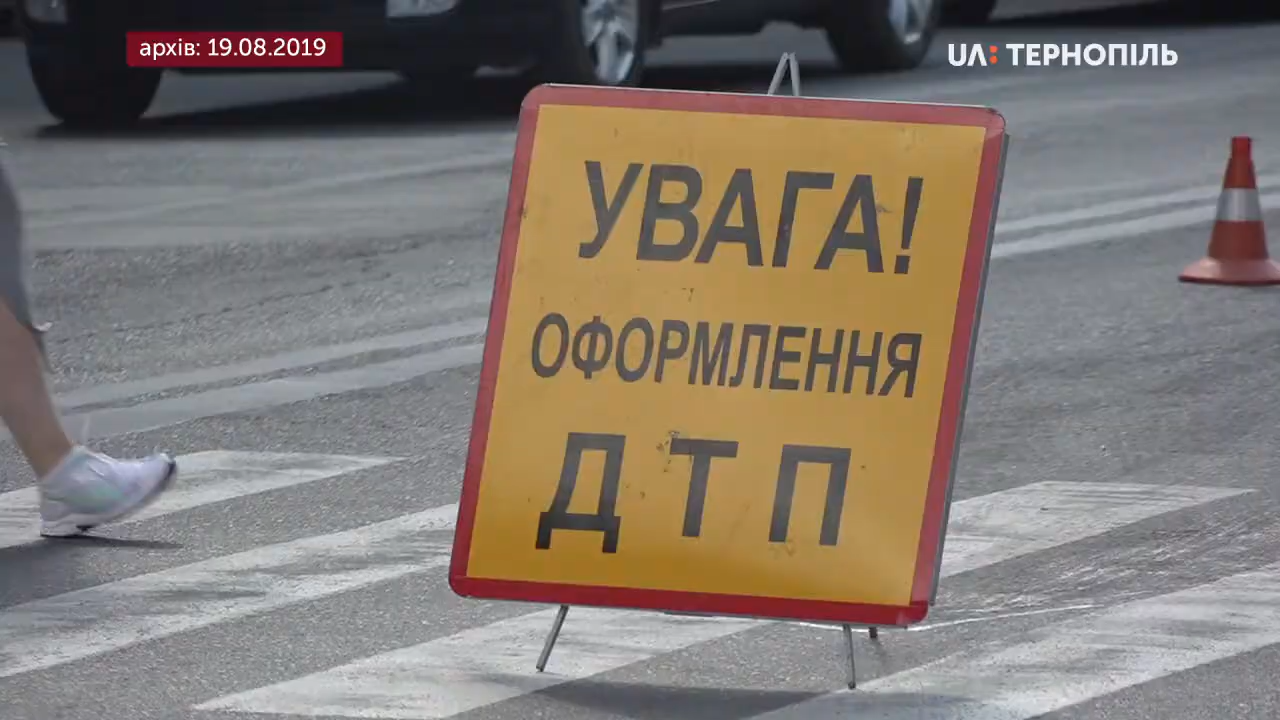 архів: 19.08.2019
UA: ТЕРНОПІЛЬ
УВАГА!
ОФОРМЛЕННЯ
ДТП